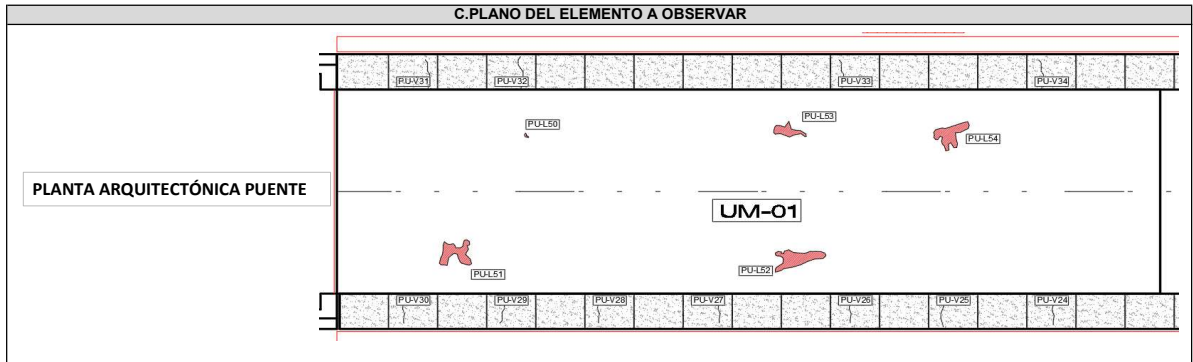 C.PLANO DEL ELEMENTO A OBSERVAR
PU-V31
PU-V32
PU-V33
PU-V34
PU-L50
PU-L53
PU-L54
PLANTA ARQUITECTÓNICA PUENTE
UM-01
PU-L51
PU-L52
PU-V30
PU-V29
PU-V28
PU-V27
PU-V26
PU-V25
PU-V24